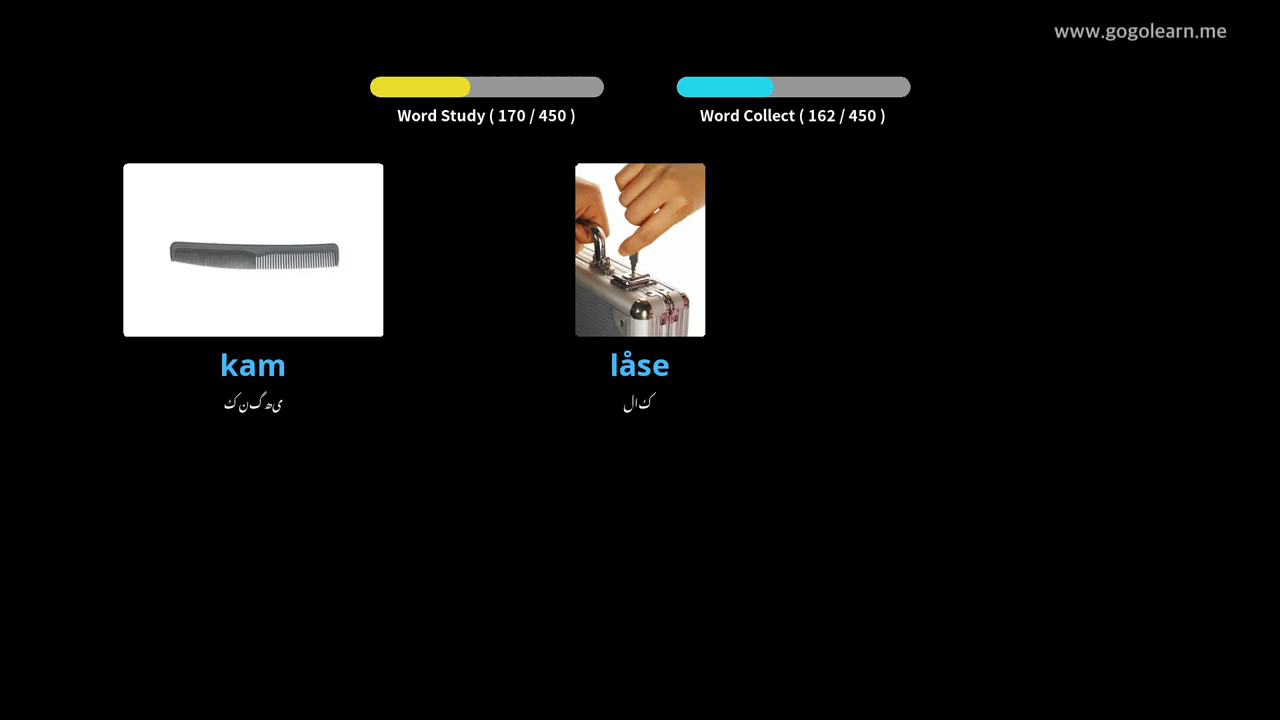 www.gogolearn.me
Word Study ( 170 / 450 )
Word Collect ( 162 / 450 )
kam
کنگھی
låse
لاک